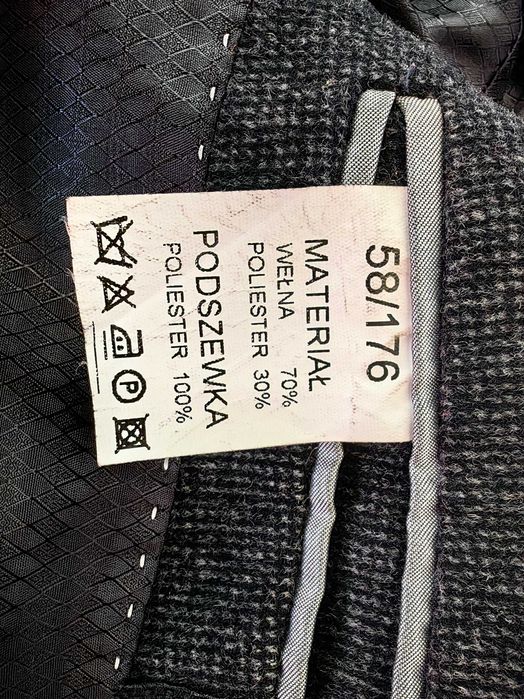 58/176
MATERIAŁ
WEŁNA 70%
POLIESTER 30%
PODSZEWKA
POLIESTER 100%
P